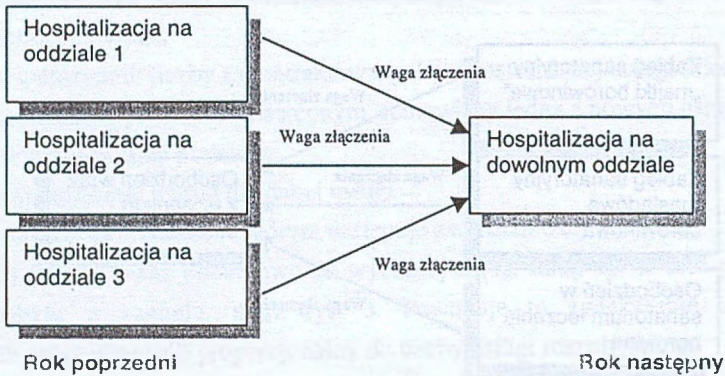 Hospitalizacja na
oddziale 1
Waga złączenia
Hospitalizacja na
oddziale 2
Waga złączenia
Hospitalizacja na
dowolnym oddziale
Hospitalizacja na
oddziale 3
Waga złączenia
Rok poprzedni
Rok następny